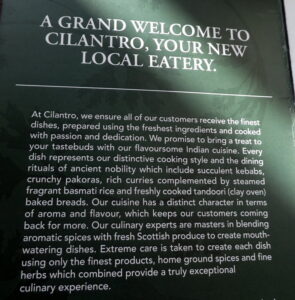 A GRAND WELCOME TO
CILANTRO, YOUR NEW
LOCAL EATERY.
At Cilantro, we ensure all of our customers receive the finest
dishes, prepared using the freshest ingredients and cooked
with passion and dedication. We promise to bring a treat to
your tastebuds with our flavoursome Indian cuisine. Every
dish represents our distinctive cooking style and the dining
rituals of ancient nobility which include succulent kebabs,
crunchy pakoras, rich curries complemented by steamed
fragrant basmati rice and freshly cooked tandoori (clay oven)
baked breads. Our cuisine has a distinct character in terms
of aroma and flavour, which keeps our customers coming
back for more. Our culinary experts are masters in blending
aromatic spices with fresh Scottish produce to create mouth-
watering dishes. Extreme care is taken to create each dish
using only the finest products, home ground spices and fine
herbs which combined provide a truly exceptional
culinary experience.